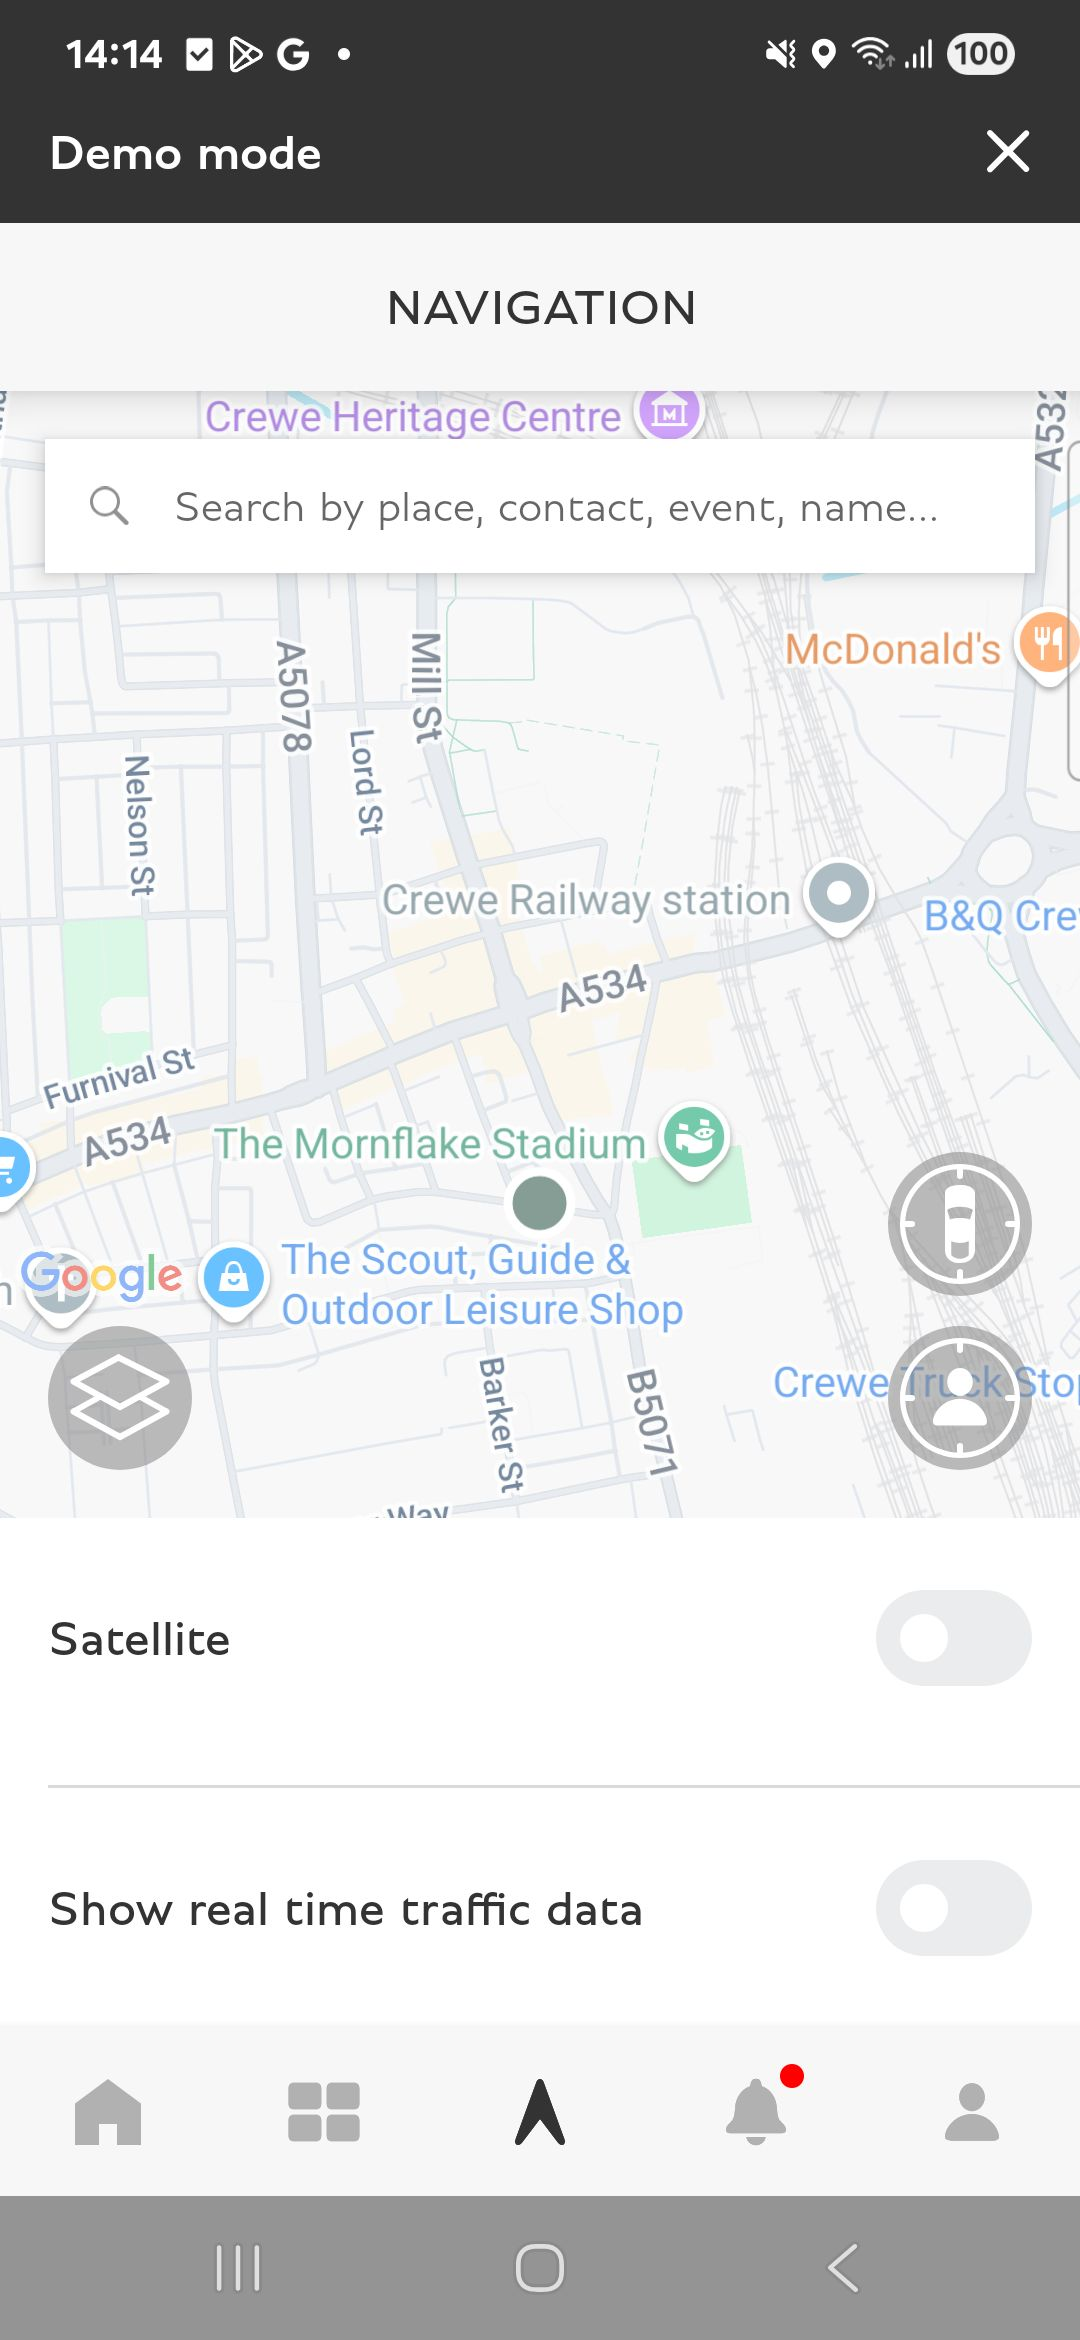 14:14
100
Demo mode
NAVIGATION
Crewe Heritage Centre
A532
Search by place, contact, event, name...
McDonald's
A5078
Mill St
Lord St
Nelson St
Crewe Railway station
B&Q Cre
A534
Furnival St
A534
The Mornflake Stadium
Google
The Scout, Guide &
Outdoor Leisure Shop
Crewe Truck Stop
Barker St
B5071
Way
Satellite
Show real time traffic data